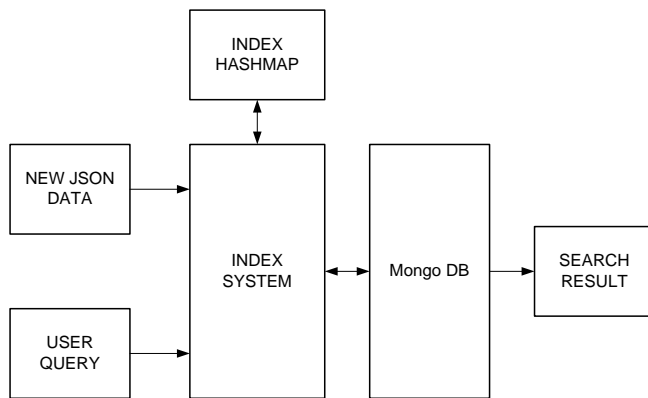 INDEX
HASHMAP
NEW JSON
DATA
INDEX
SYSTEM
Mongo DB
SEARCH
RESULT
USER
QUERY